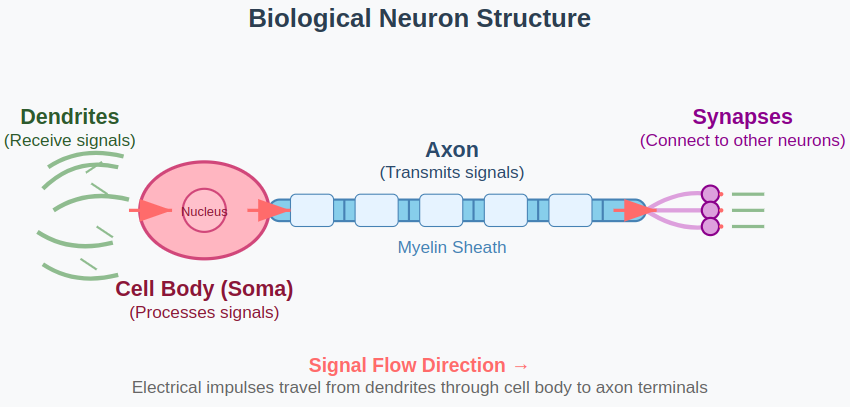 Biological Neuron Structure
Dendrites
(Receive signals)
Synapses
(Connect to other neurons)
Axon
(Transmits signals)
Nucleus
Myelin Sheath
Cell Body (Soma)
(Processes signals)
Signal Flow Direction →
Electrical impulses travel from dendrites through cell body to axon terminals